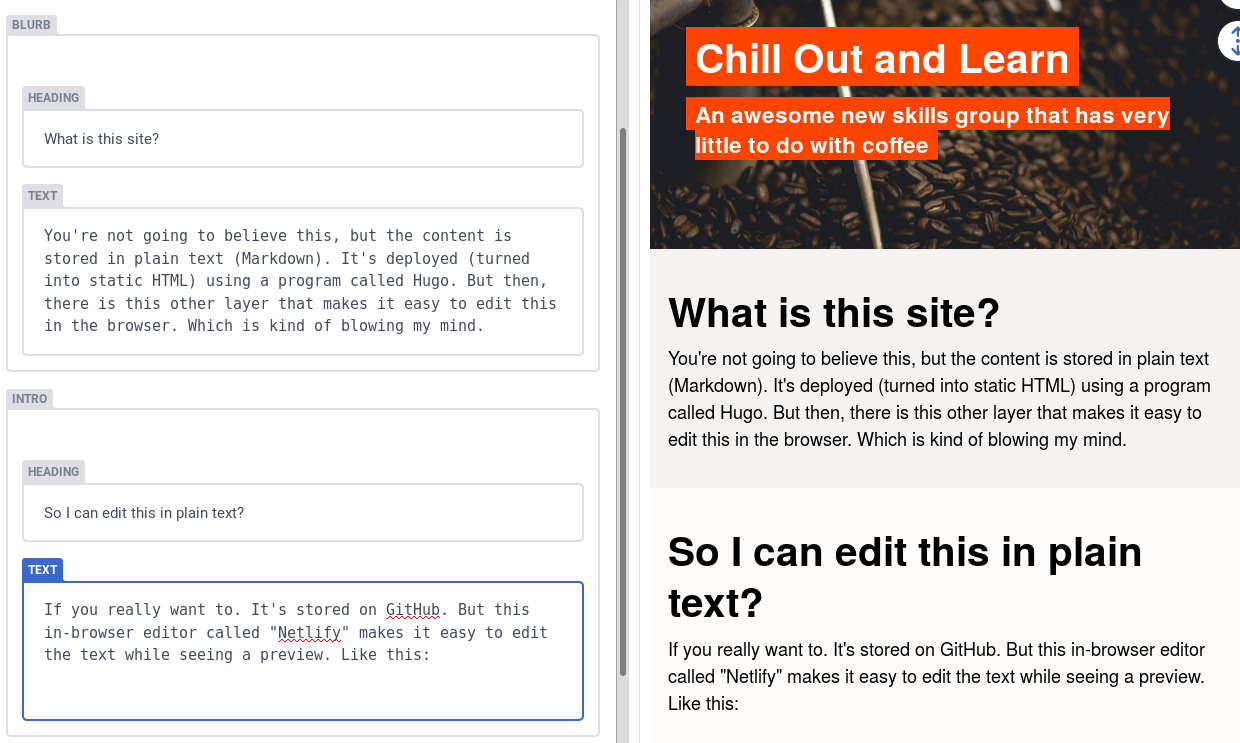 BLURB
HEADING
What is this site?
TEXT
You're not going to believe this, but the content is
stored in plain text (Markdown). It's deployed (turned
into static HTML) using a program called Hugo. But then,
there is this other layer that makes it easy to edit this
in the browser. Which is kind of blowing my mind.
INTRO
HEADING
So I can edit this in plain text?
TEXT
If you really want to. It's stored on GitHub. But this
in-browser editor called "Netlify" makes it easy to edit
the text while seeing a preview. Like this:
Chill Out and Learn
An awesome new skills group that has very
little to do with coffee
What is this site?
You're not going to believe this, but the content is stored in plain text
(Markdown). It's deployed (turned into static HTML) using a program
called Hugo. But then, there is this other layer that makes it easy to
edit this in the browser. Which is kind of blowing my mind.
So I can edit this in plain
text?
If you really want to. It's stored on GitHub. But this in-browser editor
called "Netlify" makes it easy to edit the text while seeing a preview.
Like this: